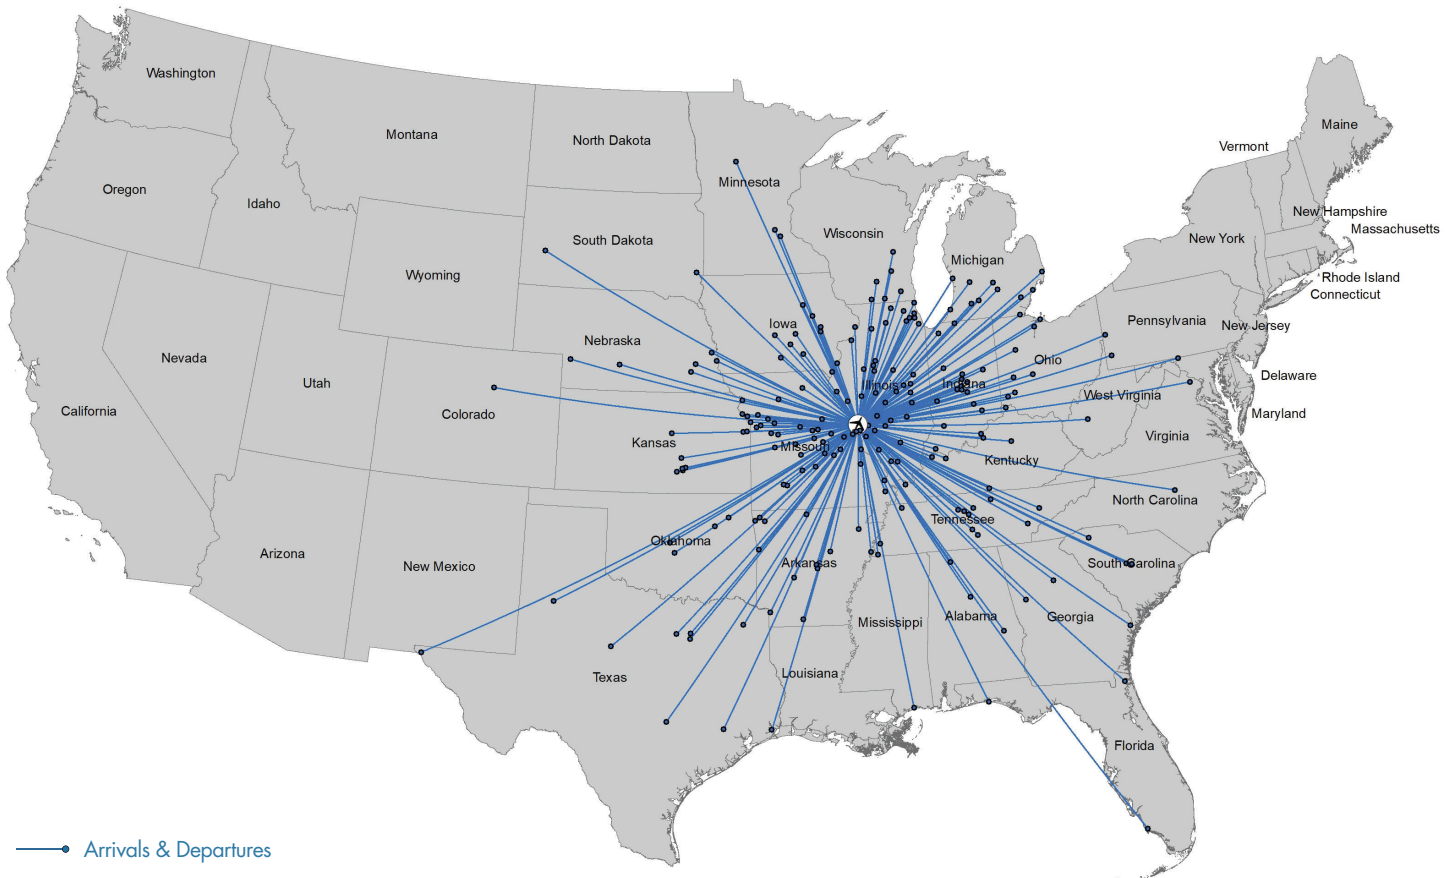 Washington
Montana
North Dakota
Minnesota
Maine
Vermont
Oregon
Idaho
South Dakota
Wisconsin
Michigan
New York
New Hampshire
Massachusetts
Wyoming
Rhode Island
Connecticut
Iowa
Nebraska
Pennsylvania
New Jersey
Nevada
Utah
Ohio
Illinois
Indiana
Delaware
California
Colorado
West Virginia
Maryland
Kansas
Missouri
Kentucky
Virginia
North Carolina
Tennessee
Arizona
New Mexico
Oklahoma
Arkansas
South Carolina
Mississippi
Alabama
Georgia
Texas
Louisiana
Florida
Arrivals & Departures